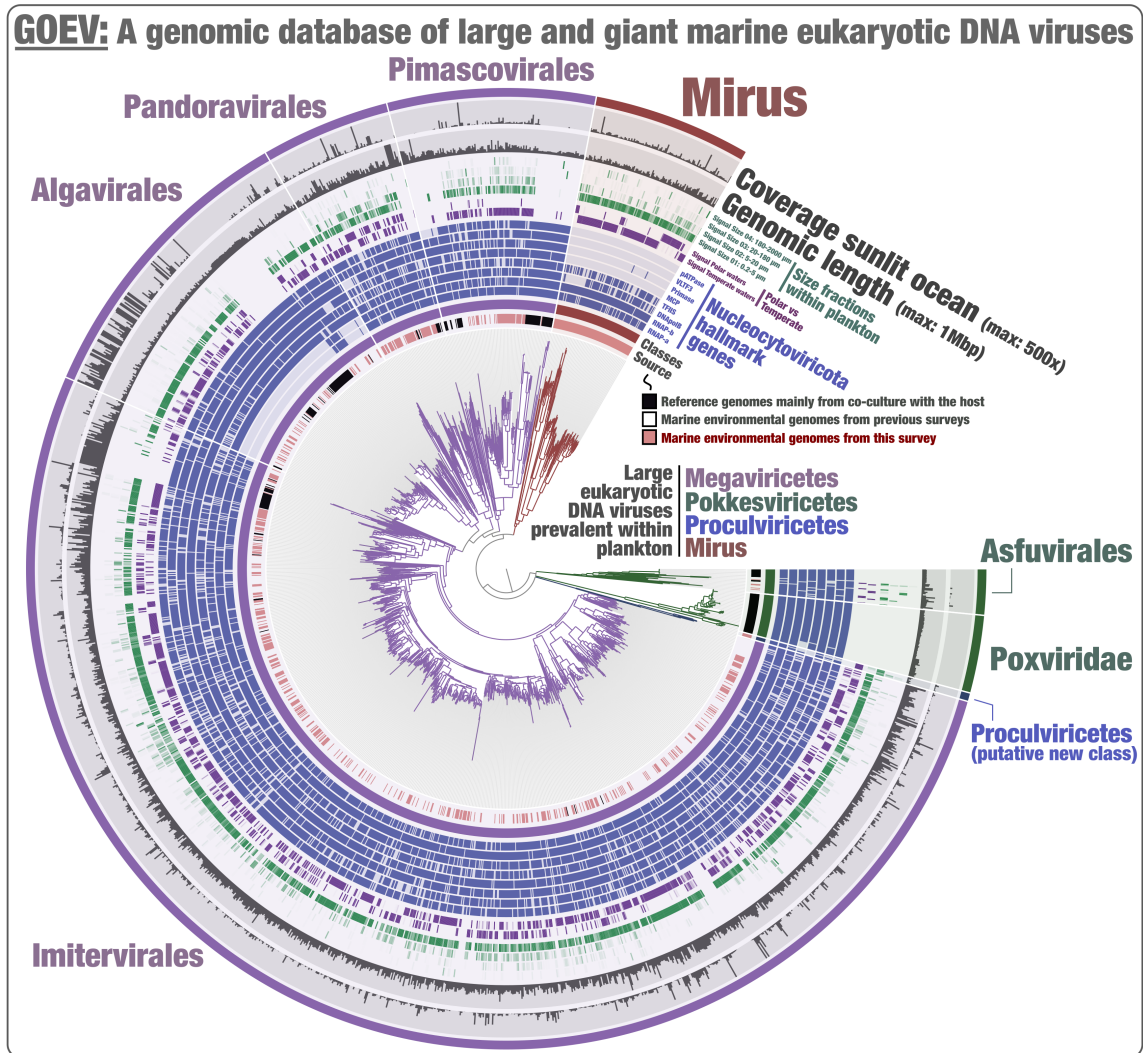 GOEV: A genomic database of large and giant marine eukaryotic DNA viruses
Pimascovirales
Mirus
Pandoravirales
Algavirales
Coverage sunlit ocean (max: 500x)
Genomic length (max: 1Mbp)
Signal Size 04: 180-2000 µm
Signal Size 03: 20-180 µm
Signal Size 02: 5-20 µm
Signal Size 01: 0.2-5 µm
Size fractions
within plankton
Signal Polar waters
Signal Temperate waters
Polar vs
Temperate
pATPase
VLTF3
Primase
MCP
TFIIS
DNApolB
RNAP-b
RNAP-a
Nucleocytoviricota
hallmark
genes
Classes
Source
Reference genomes mainly from co-culture with the host
Marine environmental genomes from previous surveys
Marine environmental genomes from this survey
Large
eukaryotic
DNA viruses
prevalent within
plankton
Megaviricetes
Pokkesviricetes
Proculviricetes
Mirus
Asfuvirales
Poxviridae
Proculviricetes
(putative new class)
Imitervirales